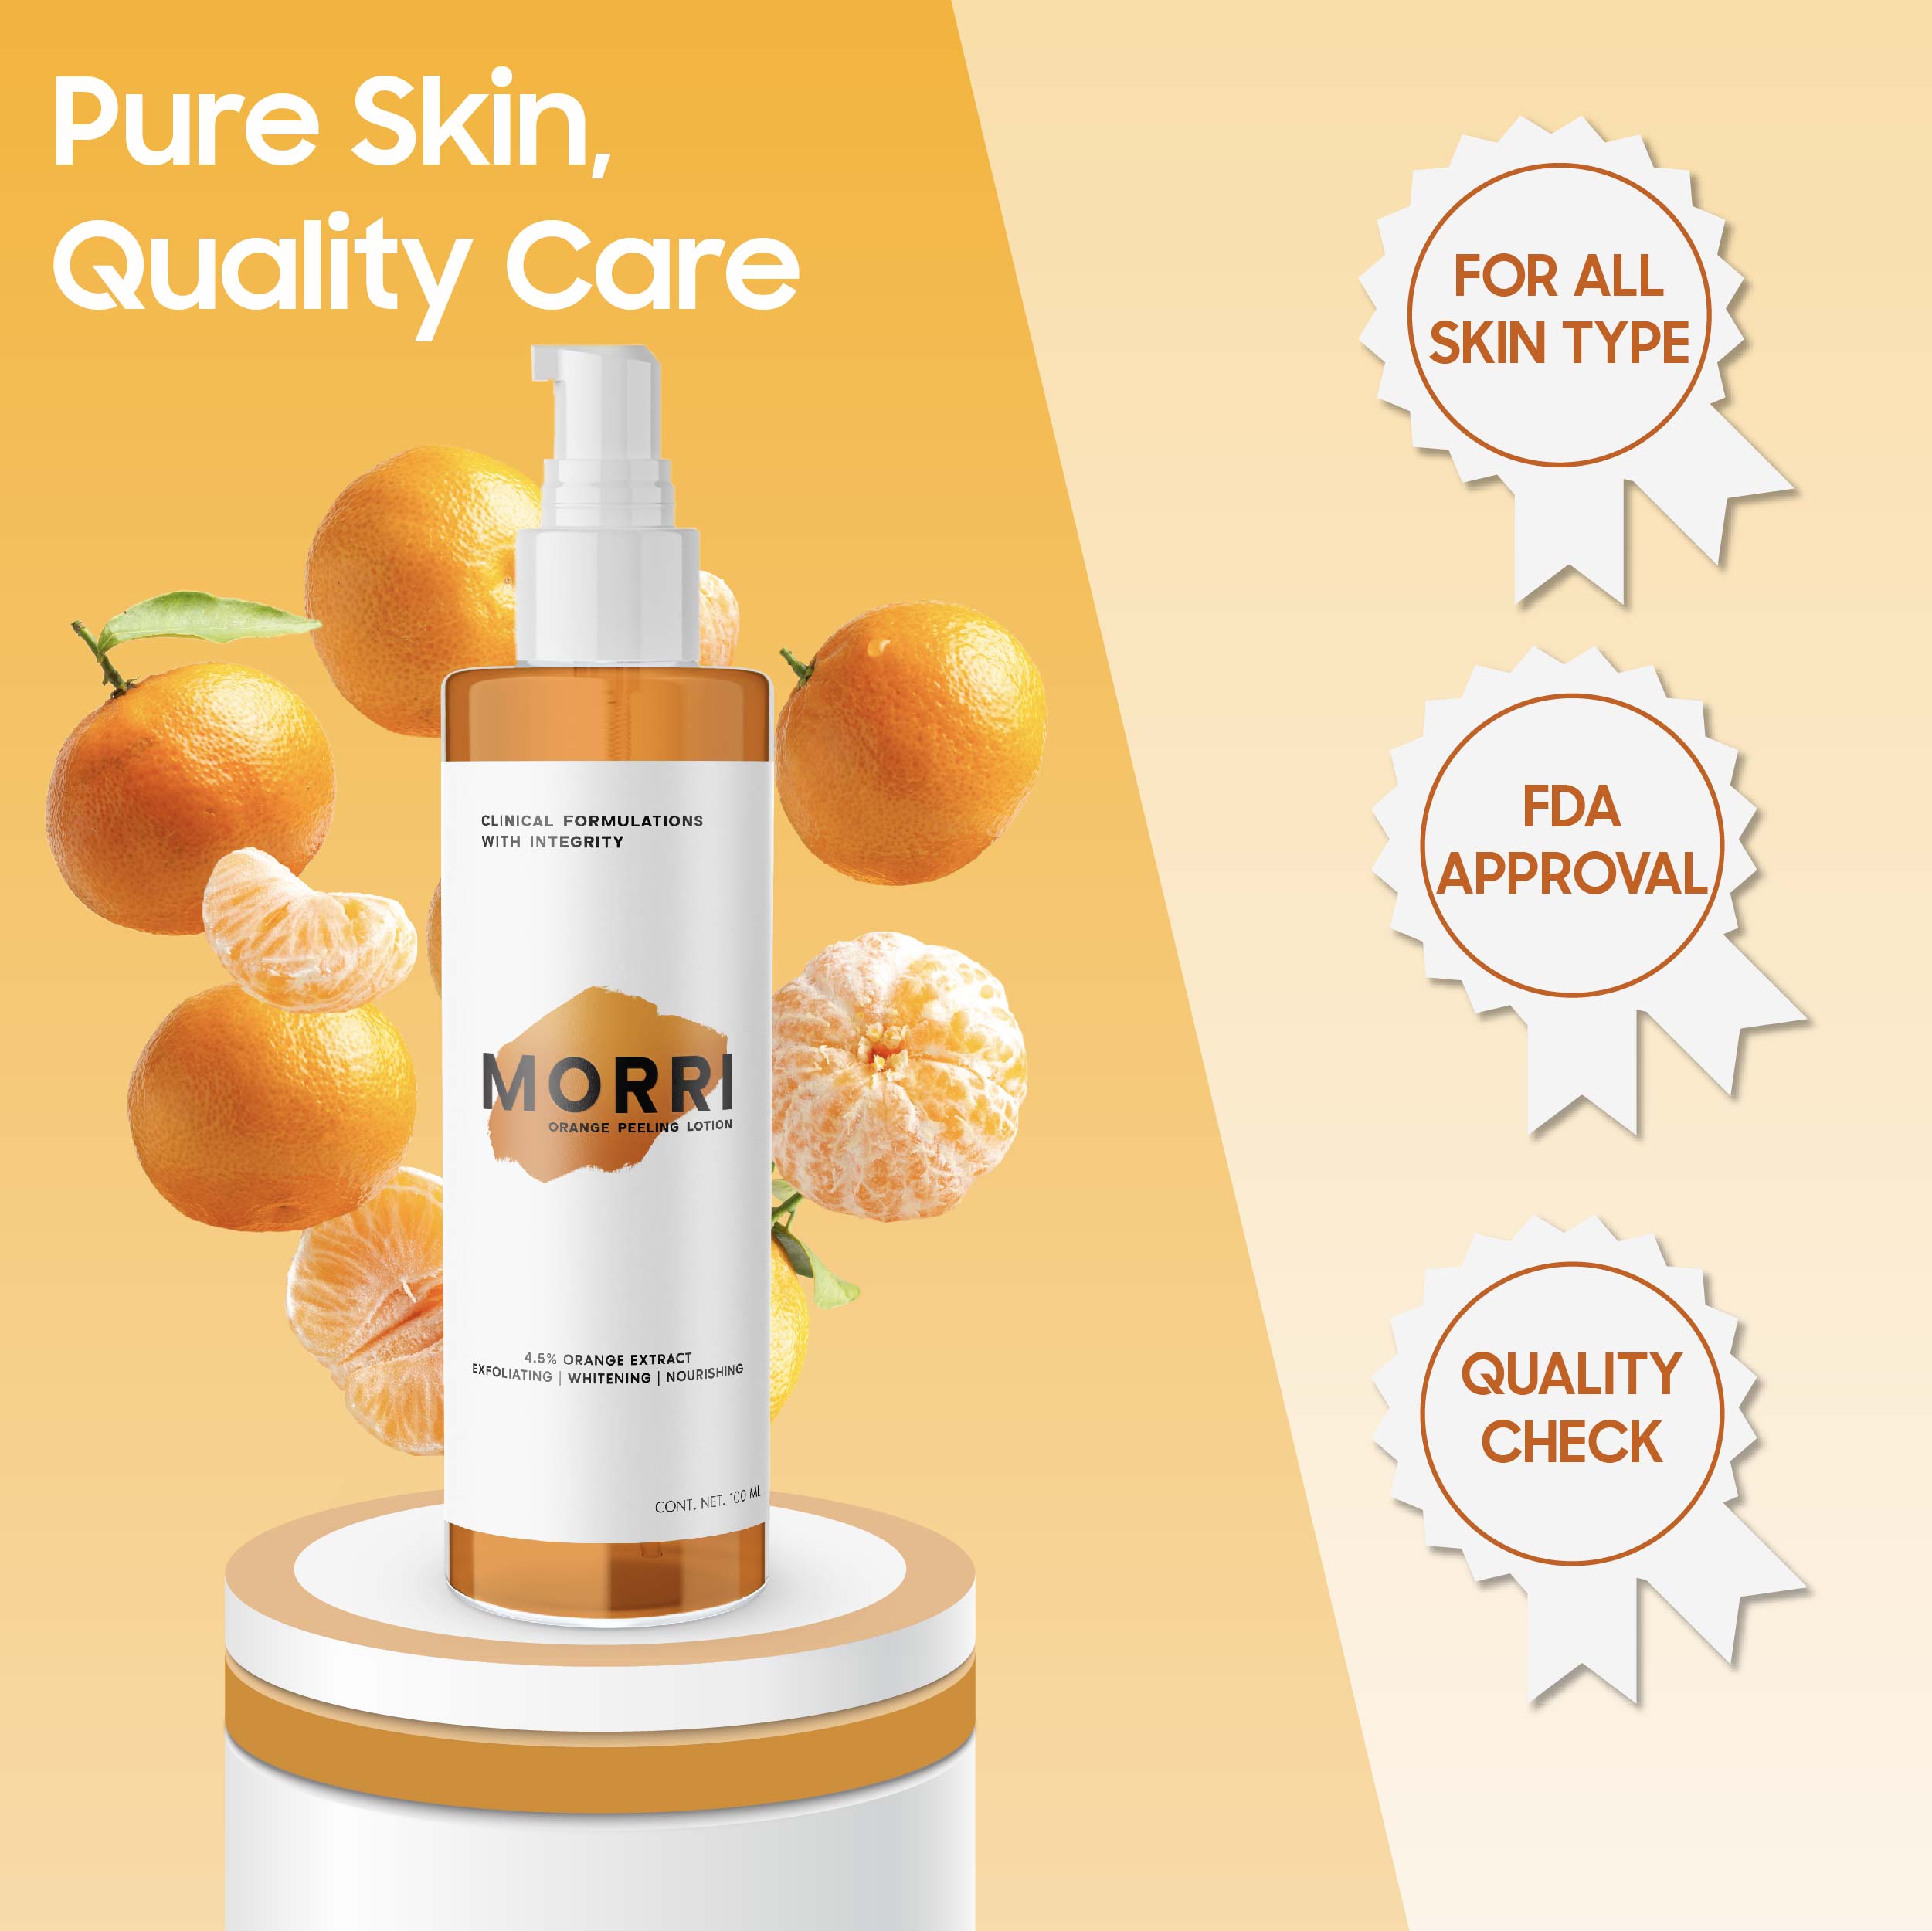 Pure Skin,
Quality Care
CLINICAL FORMULATIONS
WITH INTEGRITY
MORRI
ORANGE PEELING LOTION
4.5% ORANGE EXTRACT
EXFOLIATING | WHITENING | NOURISHING
CONT. NET. 100 ML
FOR ALL
SKIN TYPE
FDA
APPROVAL
QUALITY
CHECK